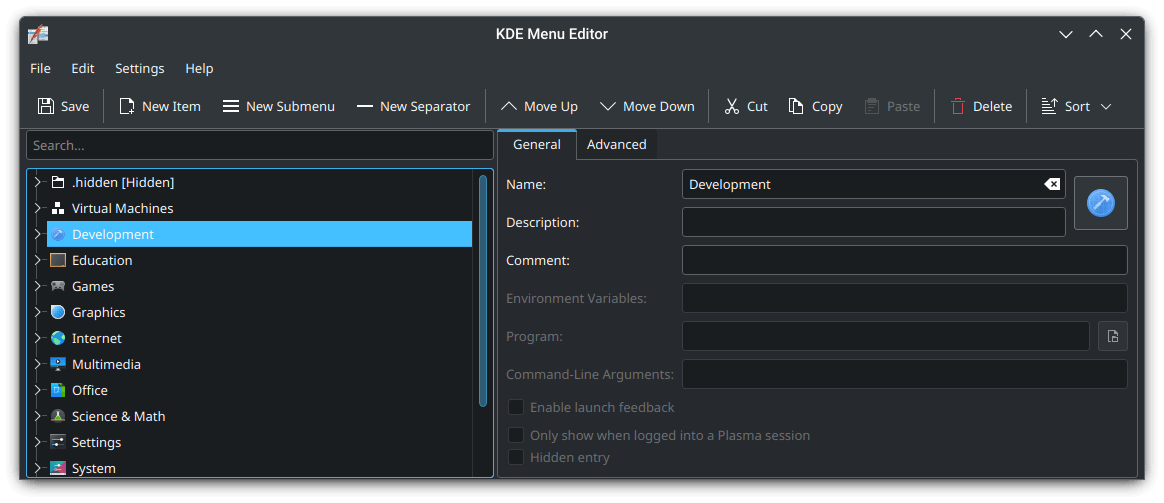 KDE Menu Editor
File Edit Settings Help
Save New Item New Submenu New Separator Move Up Move Down Cut Copy Paste Delete Sort
Search...
.hidden [Hidden]
Virtual Machines
Development
Education
Games
Graphics
Internet
Multimedia
Office
Science & Math
Settings
System
General Advanced
Name: Development
Description:
Comment:
Environment Variables:
Program:
Command-Line Arguments:
Enable launch feedback
Only show when logged into a Plasma session
Hidden entry